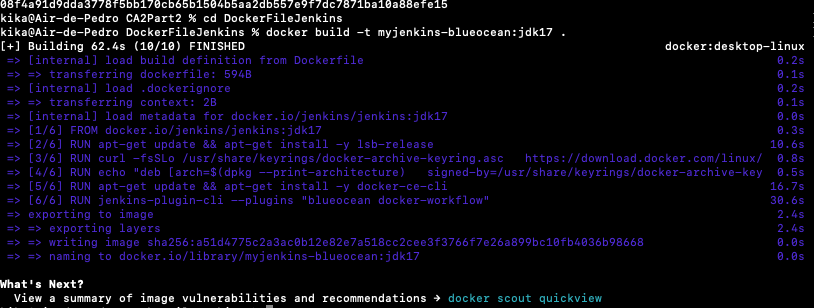 08f4a91d9dda3778f5bb170cb65b1504b5aa2db557e9f7dc7871ba10a88efe15
kika@Air-de-Pedro CA2Part2 % cd DockerFileJenkins
kika@Air-de-Pedro DockerFileJenkins % docker build -t myjenkins-blueocean:jdk17 .
[+] Building 62.4s (10/10) FINISHED docker:desktop-linux
=> [internal] load build definition from Dockerfile 0.2s
=> => transferring dockerfile: 594B 0.1s
=> [internal] load .dockerignore 0.2s
=> => transferring context: 2B 0.1s
=> [internal] load metadata for docker.io/jenkins/jenkins:jdk17 0.0s
=> [1/6] FROM docker.io/jenkins/jenkins:jdk17 0.3s
=> [2/6] RUN apt-get update && apt-get install -y lsb-release 10.6s
=> [3/6] RUN curl -fsSLo /usr/share/keyrings/docker-archive-keyring.asc https://download.docker.com/linux/ 0.8s
=> [4/6] RUN echo "deb [arch=$(dpkg --print-architecture) signed-by=/usr/share/keyrings/docker-archive-key 0.5s
=> [5/6] RUN apt-get update && apt-get install -y docker-ce-cli 16.7s
=> [6/6] RUN jenkins-plugin-cli --plugins "blueocean docker-workflow" 30.6s
=> exporting to image 2.4s
=> => exporting layers 2.4s
=> => writing image sha256:a51d4775c2a3ac0b12e82e7a518cc2cee3f3766f7e26a899bc10fb4036b98668 0.0s
=> => naming to docker.io/library/myjenkins-blueocean:jdk17 0.0s
What's Next?
View a summary of image vulnerabilities and recommendations → docker scout quickview